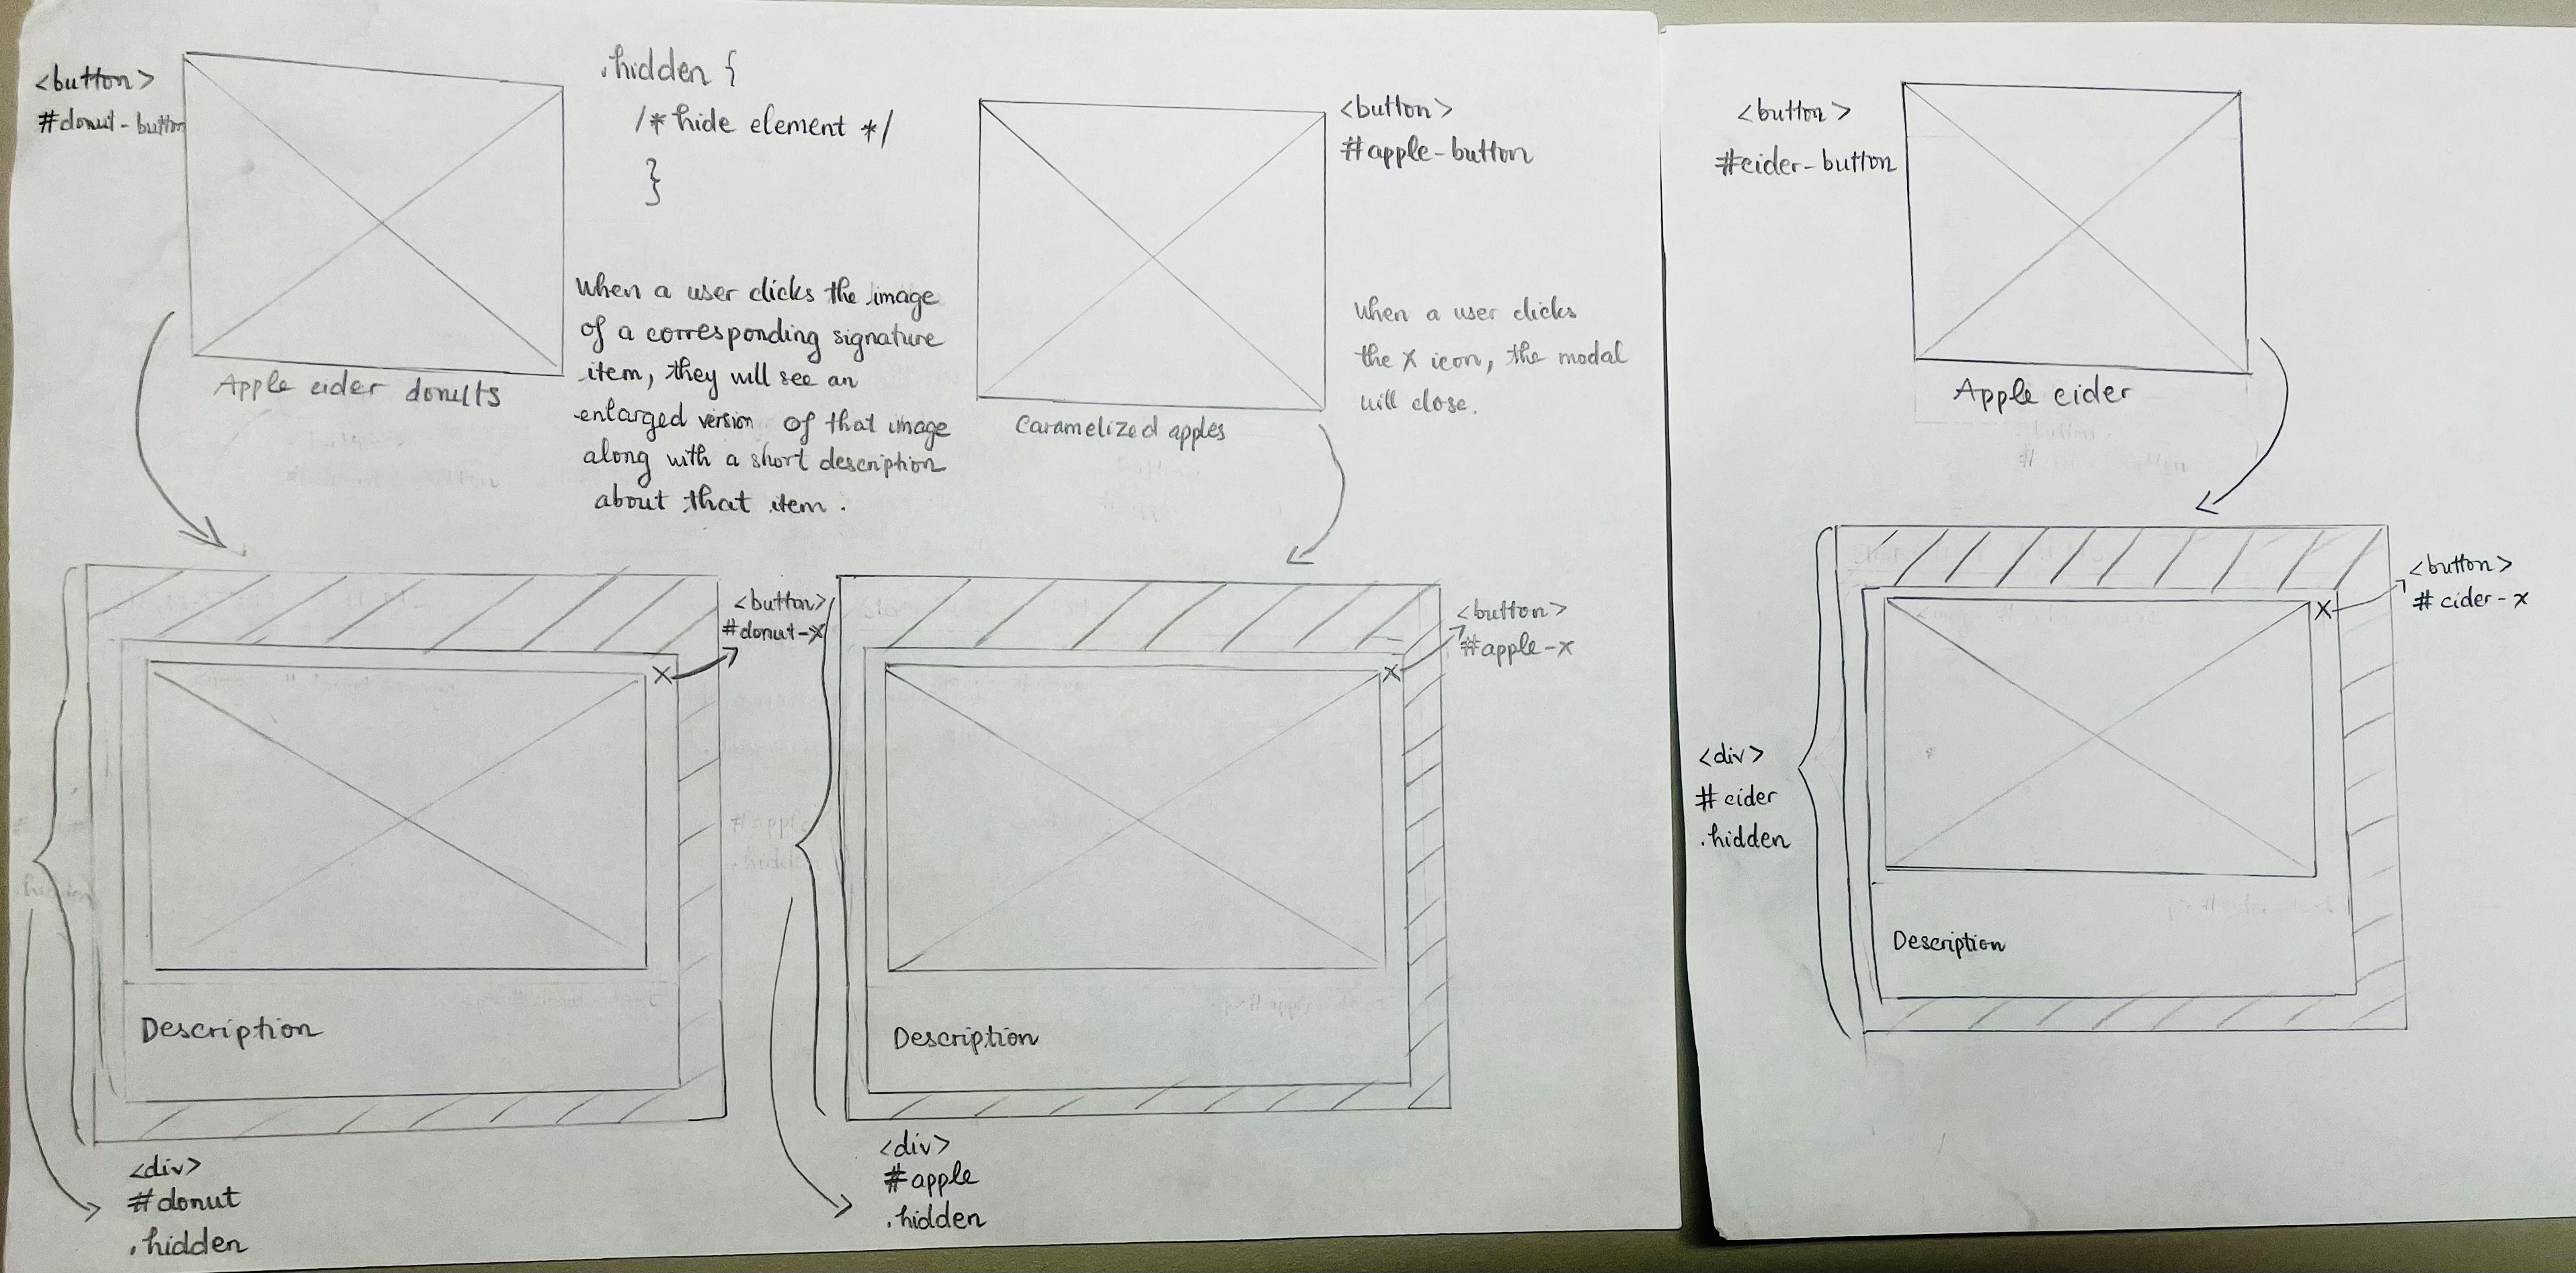 <button>
#donut-button
Apple cider donuts
.hidden {
/* hide element */
}
When a user clicks the image
of a corresponding signature
item, they will see an
enlarged version of that image
along with a short description
about that item.
<button>
#apple-button
Caramelized apples
When a user clicks
the X icon, the modal
will close.
<button>
#cider-button
Apple cider
X
<button>
#donut-x
Description
<div>
#donut
.hidden
X
<button>
#apple-x
Description
<div>
#apple
.hidden
X
<button>
#cider-x
<div>
#cider
.hidden
Description